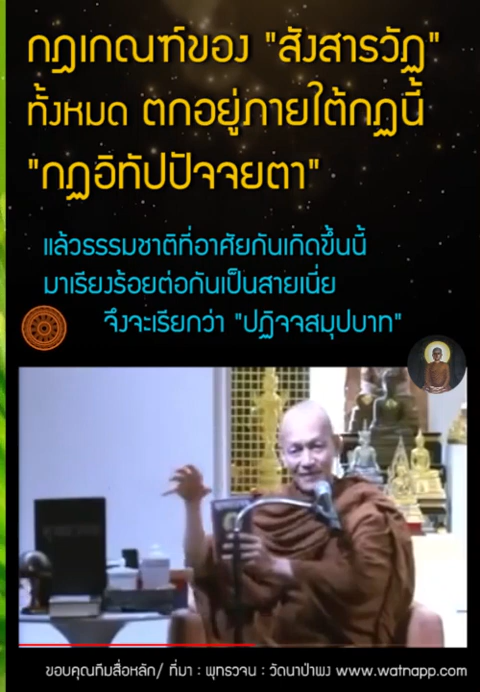 กฎเกณฑ์ของ "สังสารวัฏ"
ทั้งหมด ตกอยู่ภายใต้กฎนี้
"กฎอิทัปปัจจยตา"
แล้วธรรมชาติที่อาศัยกันเกิดขึ้นนี้
มาเรียงร้อยต่อกันเป็นสายเนี่ย
จึงจะเรียกว่า "ปฏิจจสมุปบาท"
ขอบคุณทีมสื่อหลัก/ ที่มา : พุทธวจน : วัดนาป่าพง www.watnapp.com